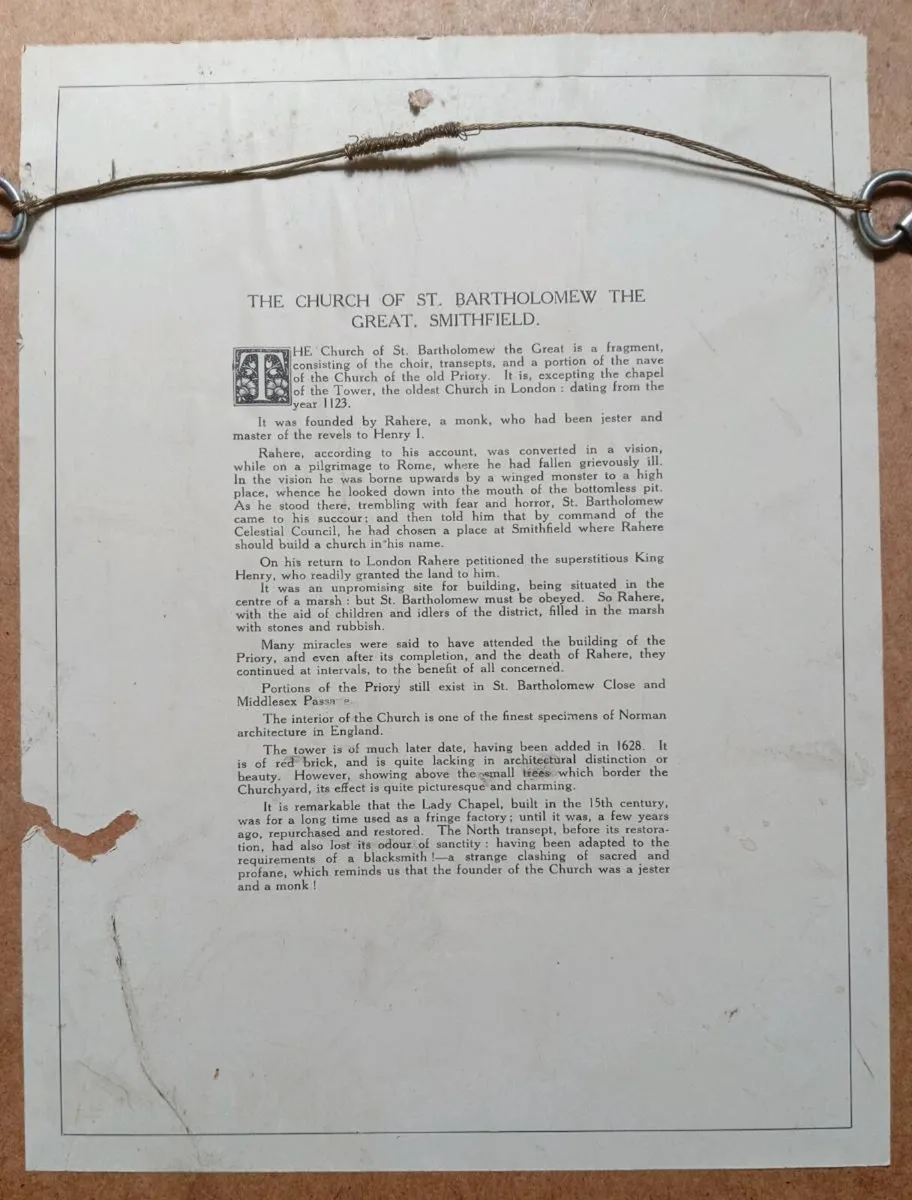 THE CHURCH OF ST. BARTHOLOMEW THE
GREAT, SMITHFIELD.
THE Church of St. Bartholomew the Great is a fragment,
consisting of the choir, transepts, and a portion of the nave
of the Church of the old Priory. It is, excepting the chapel
of the Tower, the oldest Church in London : dating from the
year 1123.
It was founded by Rahere, a monk, who had been jester and
master of the revels to Henry I.
Rahere, according to his account, was converted in a vision,
while on a pilgrimage to Rome, where he had fallen grievously ill.
In the vision he was borne upwards by a winged monster to a high
place, whence he looked down into the mouth of the bottomless pit.
As he stood there, trembling with fear and horror, St. Bartholomew
came to his succour; and then told him that by command of the
Celestial Council, he had chosen a place at Smithfield where Rahere
should build a church in his name.
On his return to London Rahere petitioned the superstitious King
Henry, who readily granted the land to him.
It was an unpromising site for building, being situated in the
centre of a marsh : but St. Bartholomew must be obeyed. So Rahere,
with the aid of children and idlers of the district, filled in the marsh
with stones and rubbish.
Many miracles were said to have attended the building of the
Priory, and even after its completion, and the death of Rahere, they
continued at intervals, to the benefit of all concerned.
Portions of the Priory still exist in St. Bartholomew Close and
Middlesex
The interior of the Church is one of the finest specimens of Norman
architecture in England.
The tower is of much later date, having been added in 1628. It
is of red brick, and is quite lacking in architectural distinction or
beauty. However, showing above the small trees which border the
Churchyard, its effect is quite picturesque and charming.
It is remarkable that the Lady Chapel, built in the 15th century,
was for a long time used as a fringe factory; until it was, a few years
ago, repurchased and restored. The North transept, before its restora-
tion, had also lost its odour of sanctity : having been adapted to the
requirements of a blacksmith !—a strange clashing of sacred and
profane, which reminds us that the founder of the Church was a jester
and a monk !